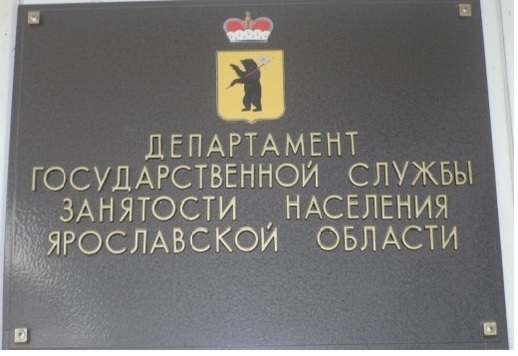 ДЕПАРТАМЕНТ
ГОСУДАРСТВЕННОЙ СЛУЖБЫ
ЗАНЯТОСТИ НАСЕЛЕНИЯ
ЯРОСЛАВСКОЙ ОБЛАСТИ